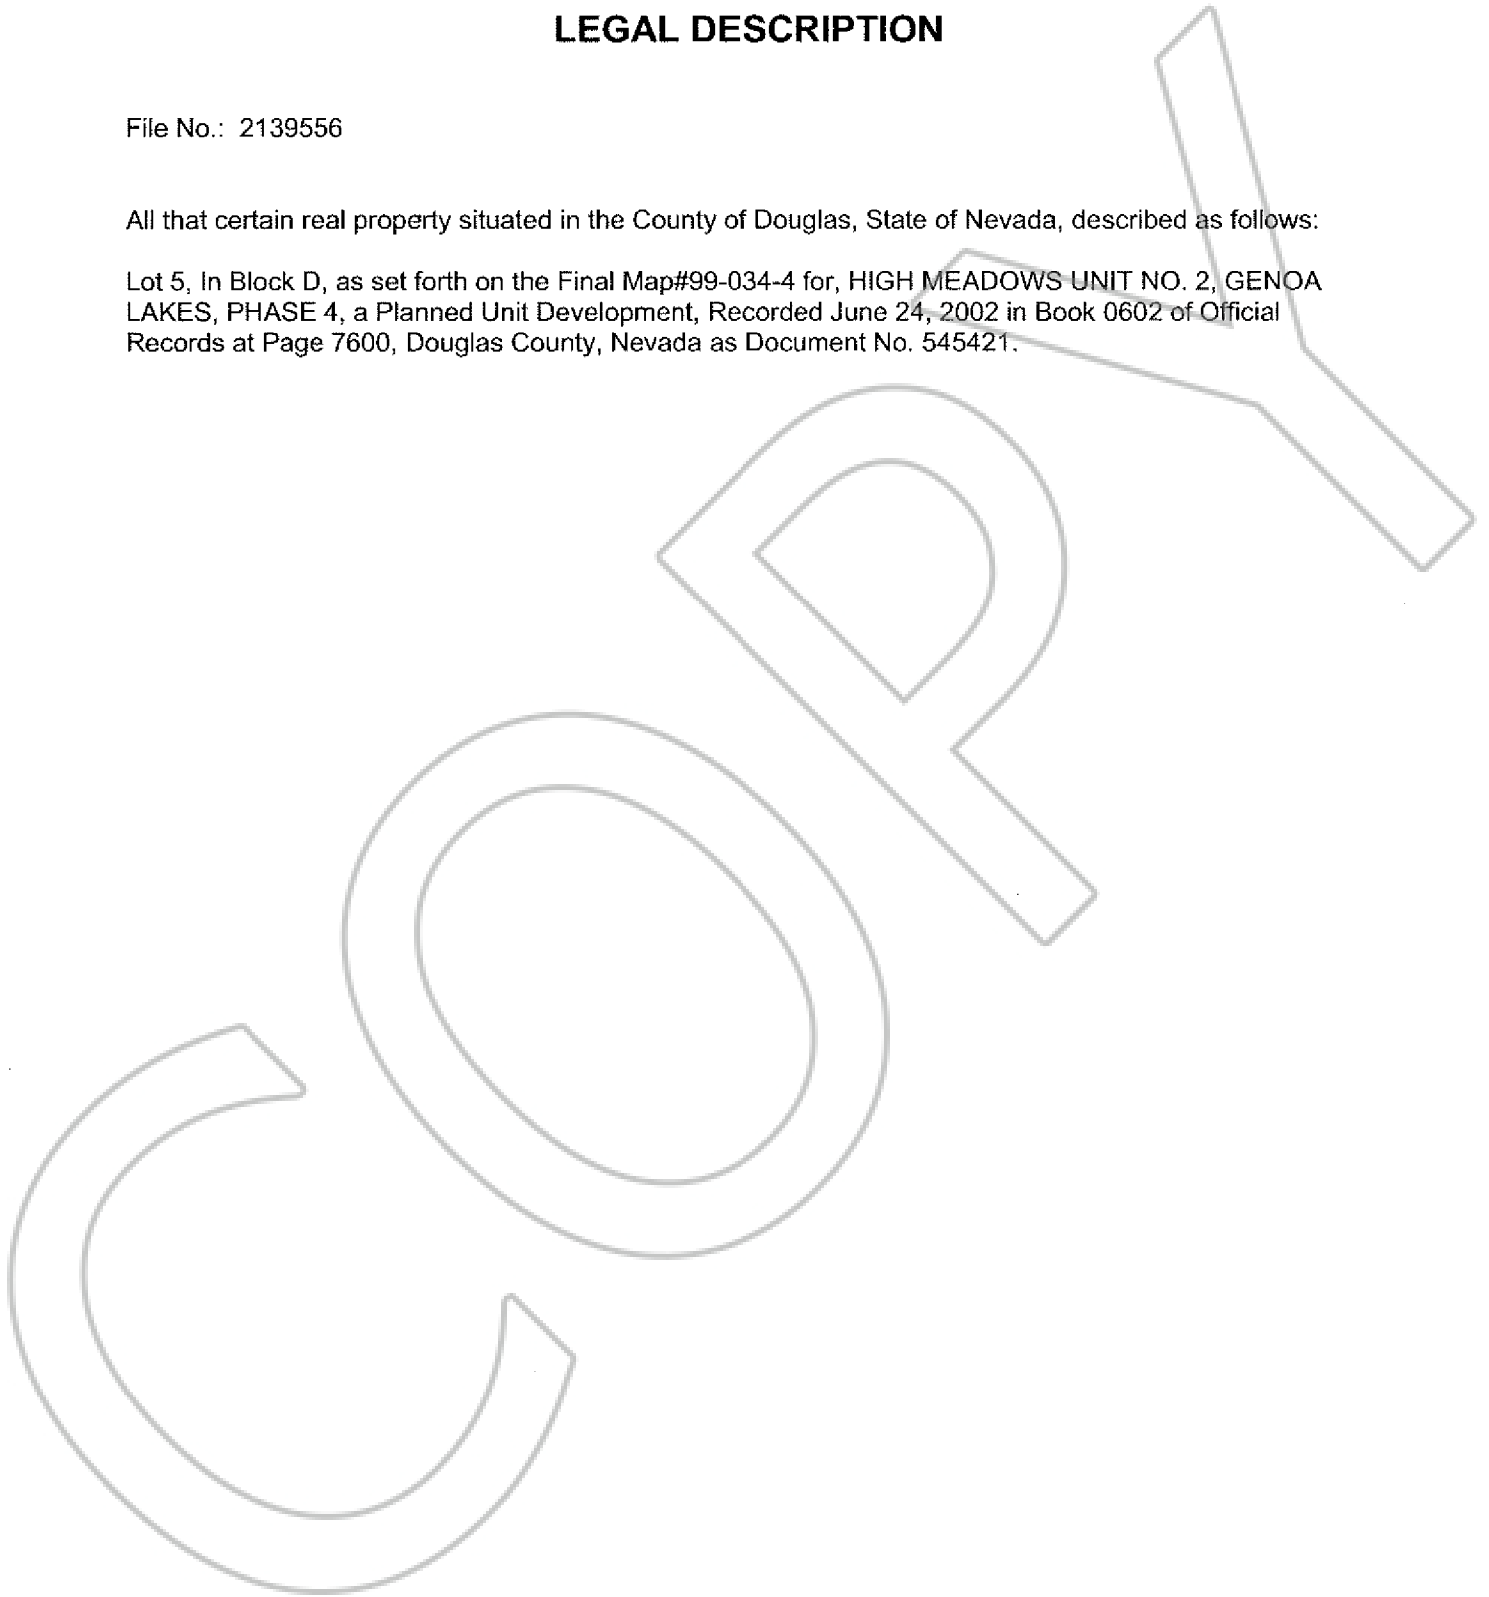 LEGAL DESCRIPTION
File No.: 2139556
All that certain real property situated in the County of Douglas, State of Nevada, described as follows:
Lot 5, In Block D, as set forth on the Final Map#99-034-4 for, HIGH MEADOWS UNIT NO. 2, GENOA
LAKES, PHASE 4, a Planned Unit Development, Recorded June 24, 2002 in Book 0602 of Official
Records at Page 7600, Douglas County, Nevada as Document No. 545421.
COPY